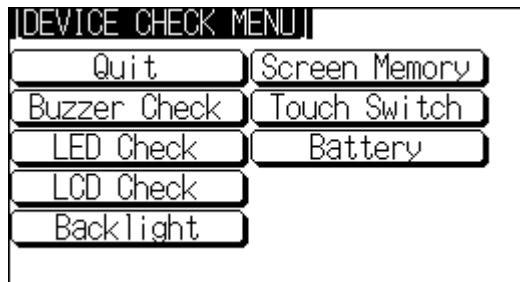 [DEVICE CHECK MENU]
Quit
Screen Memory
Buzzer Check
Touch Switch
LED Check
Battery
LCD Check
Backlight